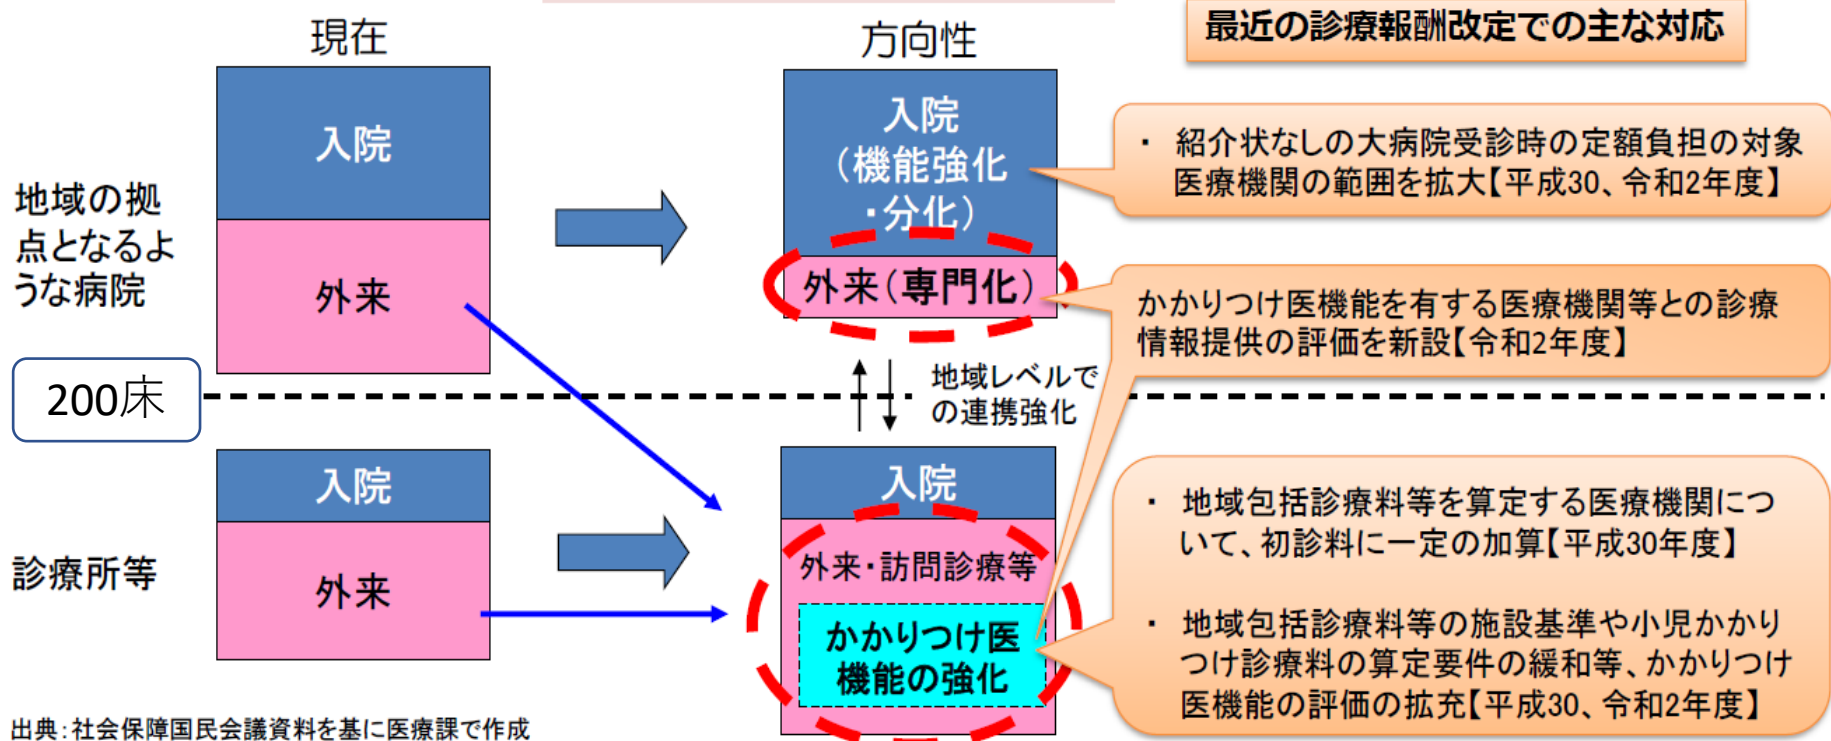 現在
方向性
最近の診療報酬改定での主な対応
地域の拠
点となるよ
うな病院
入院
外来
入院
（機能強化
・分化）
外来（専門化）
・ 紹介状なしの大病院受診時の定額負担の対象
医療機関の範囲を拡大【平成30、令和2年度】
かかりつけ医機能を有する医療機関等との診療
情報提供の評価を新設【令和2年度】
200床
地域レベルで
の連携強化
診療所等
入院
外来
入院
外来・訪問診療等
かかりつけ医
機能の強化
・ 地域包括診療料等を算定する医療機関につ
いて、初診料に一定の加算【平成30年度】
・ 地域包括診療料等の施設基準や小児かかり
つけ診療料の算定要件の緩和等、かかりつけ
医機能の評価の拡充【平成30、令和2年度】
出典：社会保障国民会議資料を基に医療課で作成